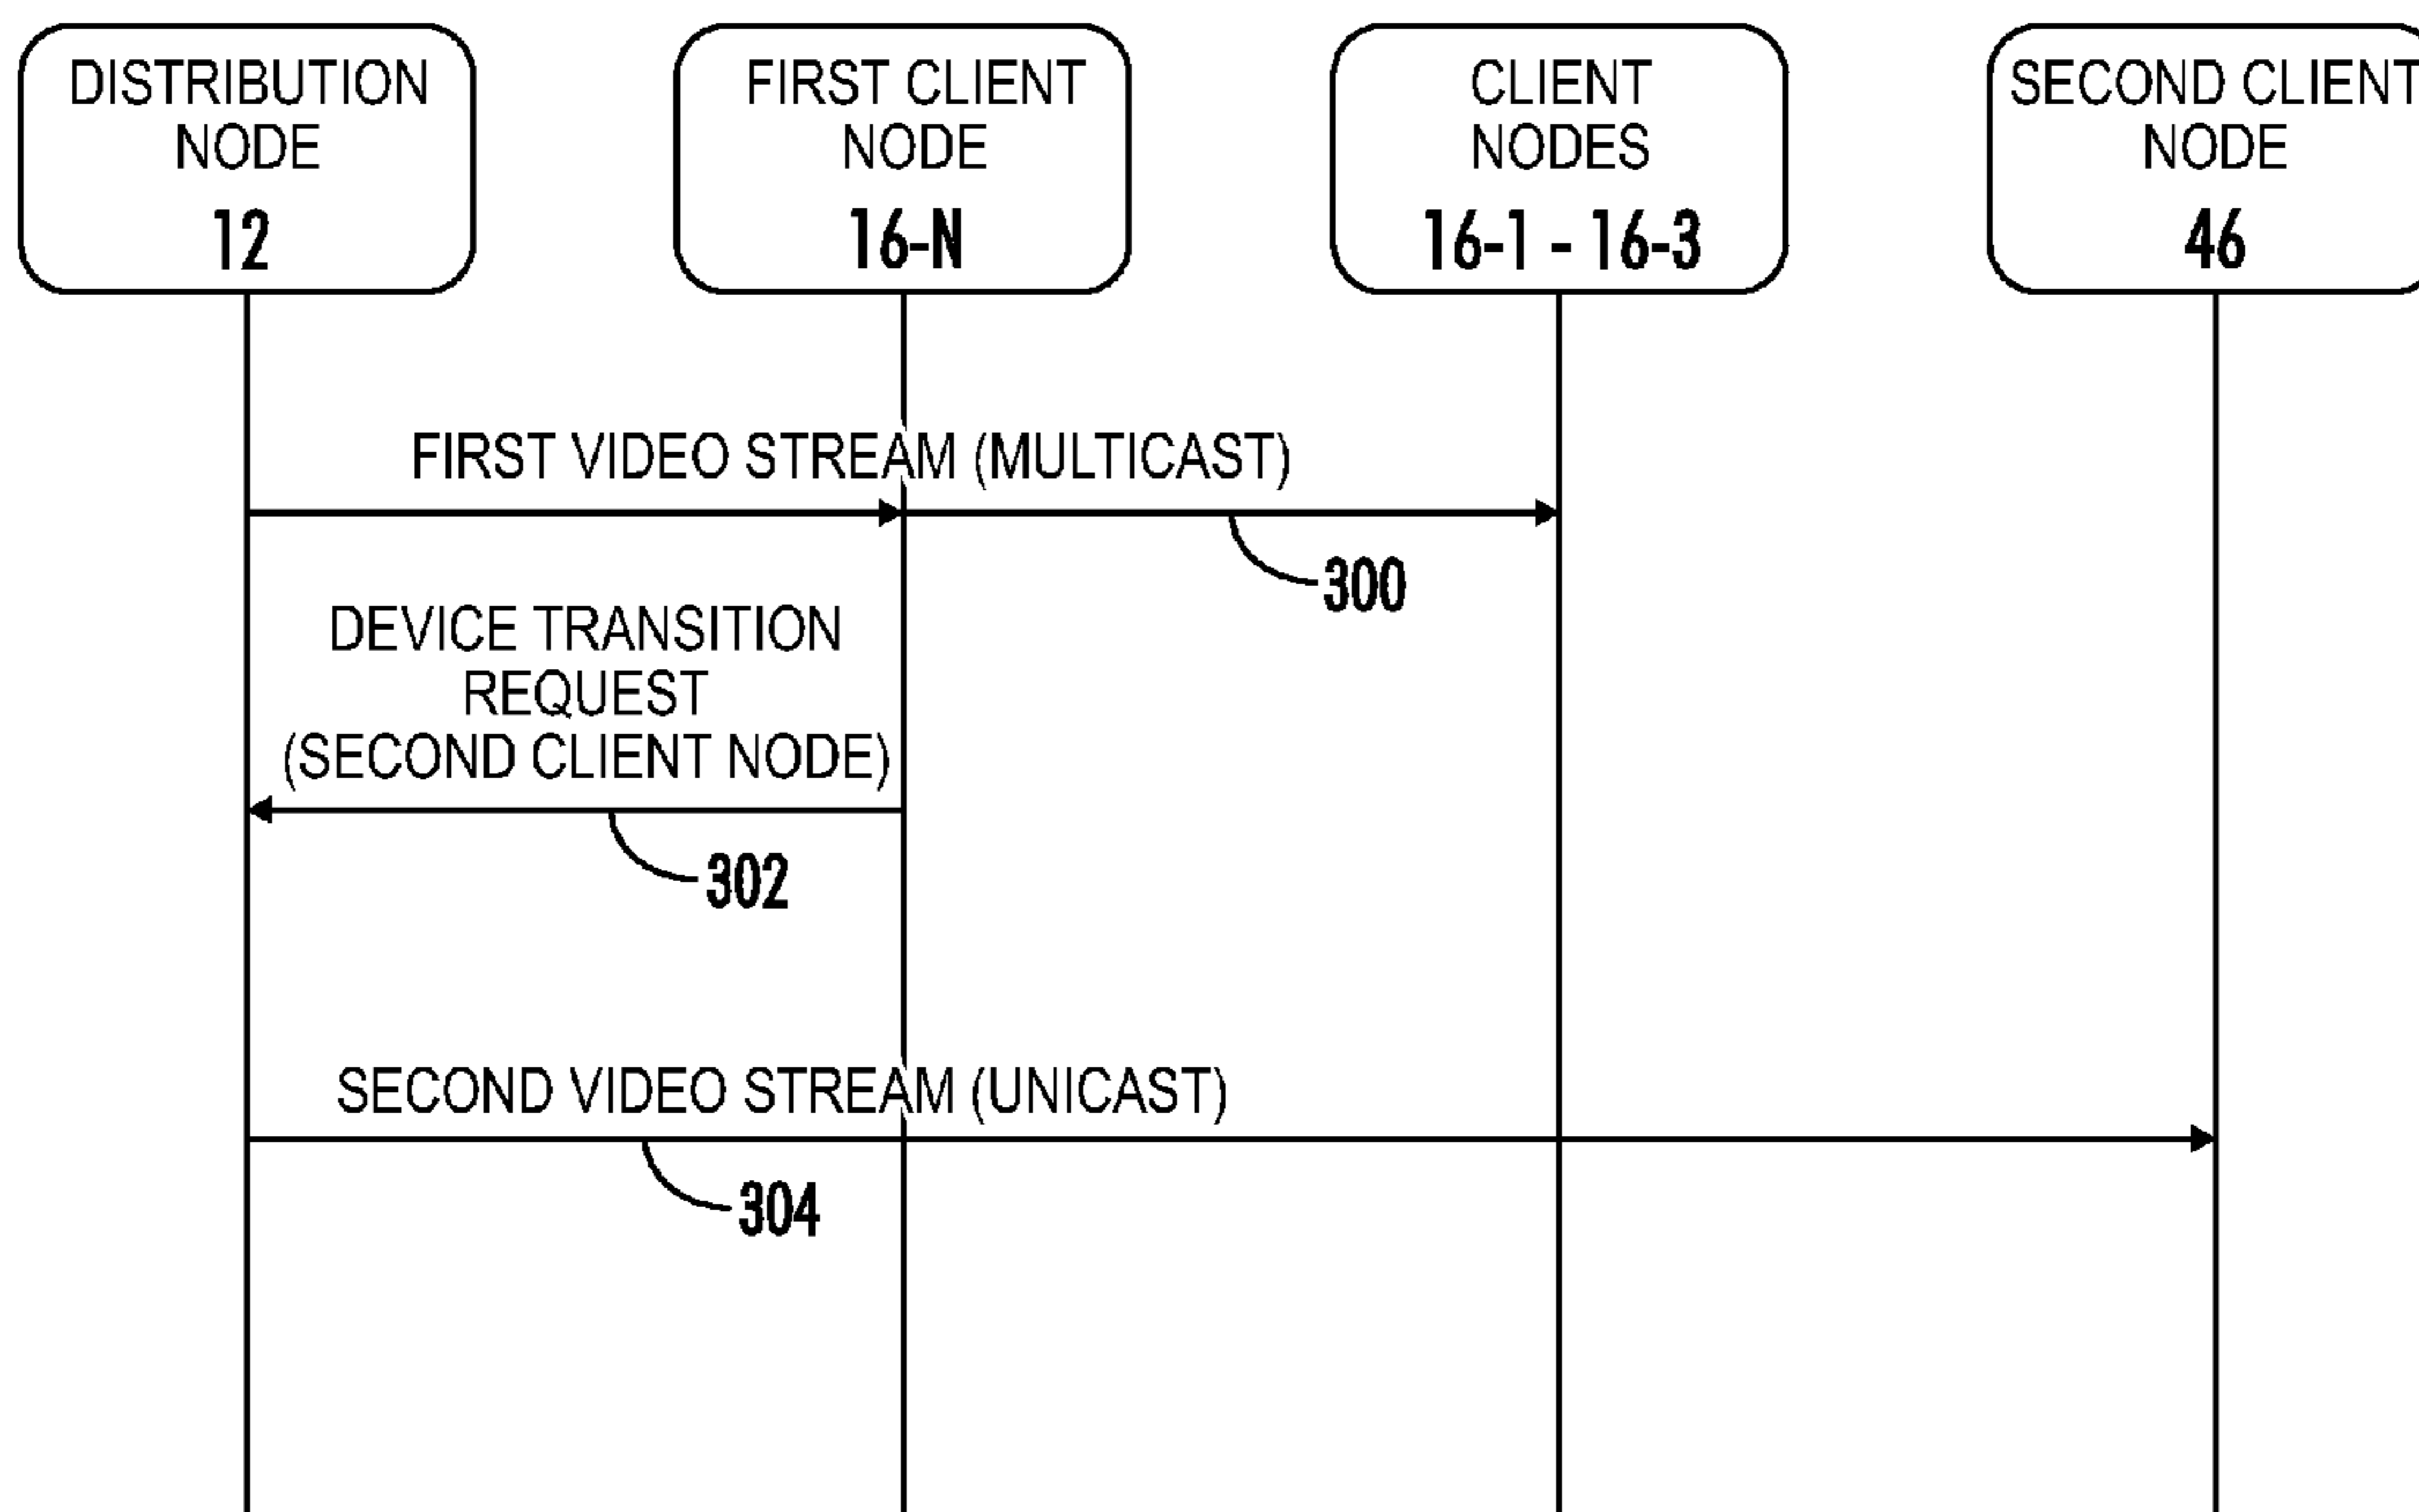 DISTRIBUTION
NODE
12
FIRST CLIENT
NODE
16-N
CLIENT
NODES
16-1 - 16-3
SECOND CLIENT
NODE
46
FIRST VIDEO STREAM (MULTICAST)
300
DEVICE TRANSITION
REQUEST
(SECOND CLIENT NODE)
302
SECOND VIDEO STREAM (UNICAST)
304